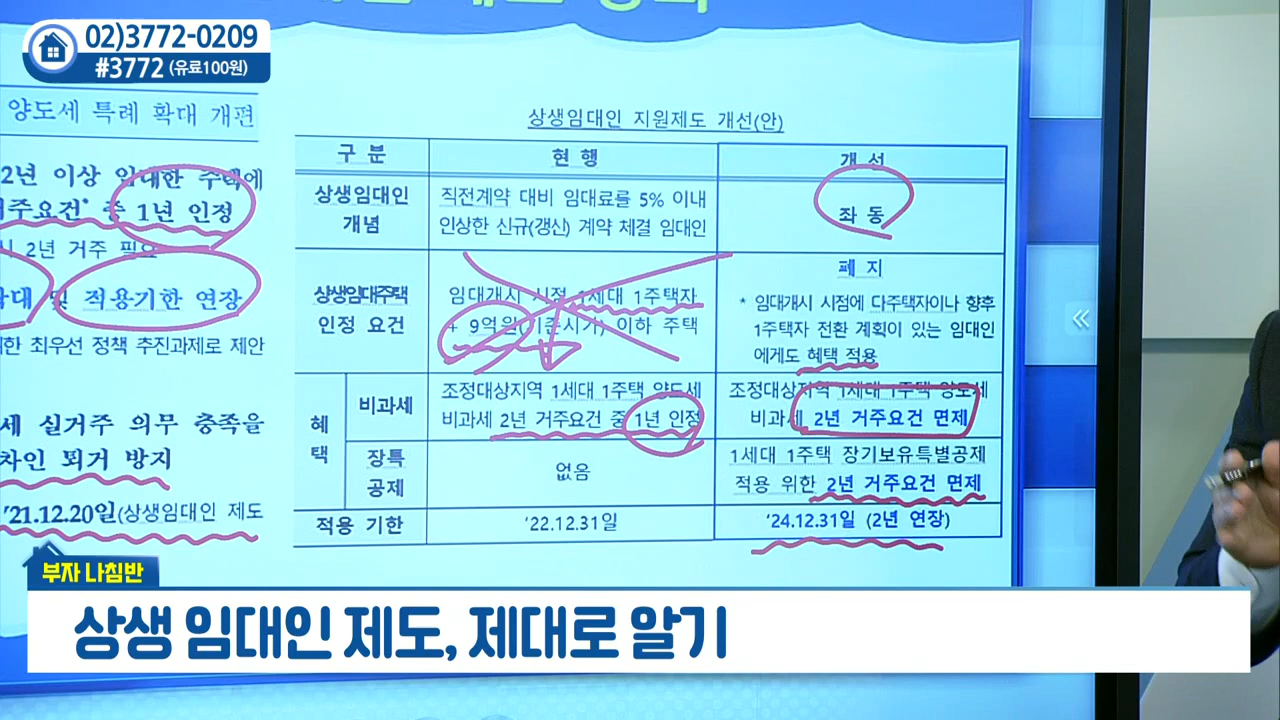 02)3772-0209
#3772 (유료100원)
양도세 특례 확대 개편
2년 이상 임대한 주택에
거주요건* 중 1년 인정
2년 거주 필요
확대 및 적용기한 연장
한 최우선 정책 추진과제로 제안
세 실거주 의무 충족을
차인 퇴거 방지
'21.12.20일(상생임대인 제도
상생임대인 지원제도 개선(안)
구 분
현 행
개 선
상생임대인
개념
직전계약 대비 임대료를 5% 이내
인상한 신규(갱신) 계약 체결 임대인
좌 동
상생임대주택
인정 요건
임대개시 시점 1세대 1주택자
+ 9억원(기준시가) 이하 주택
폐 지
* 임대개시 시점에 다주택자이나 향후
1주택자 전환 계획이 있는 임대인
에게도 혜택 적용
혜
택
비과세
조정대상지역 1세대 1주택 양도세
비과세 2년 거주요건 중 1년 인정
조정대상지역 1세대 1주택 양도세
비과세 2년 거주요건 면제
장특
공제
없음
1세대 1주택 장기보유특별공제
적용 위한 2년 거주요건 면제
적용 기한
'22.12.31일
'24.12.31일 (2년 연장)
부자 나침반
상생 임대인 제도, 제대로 알기